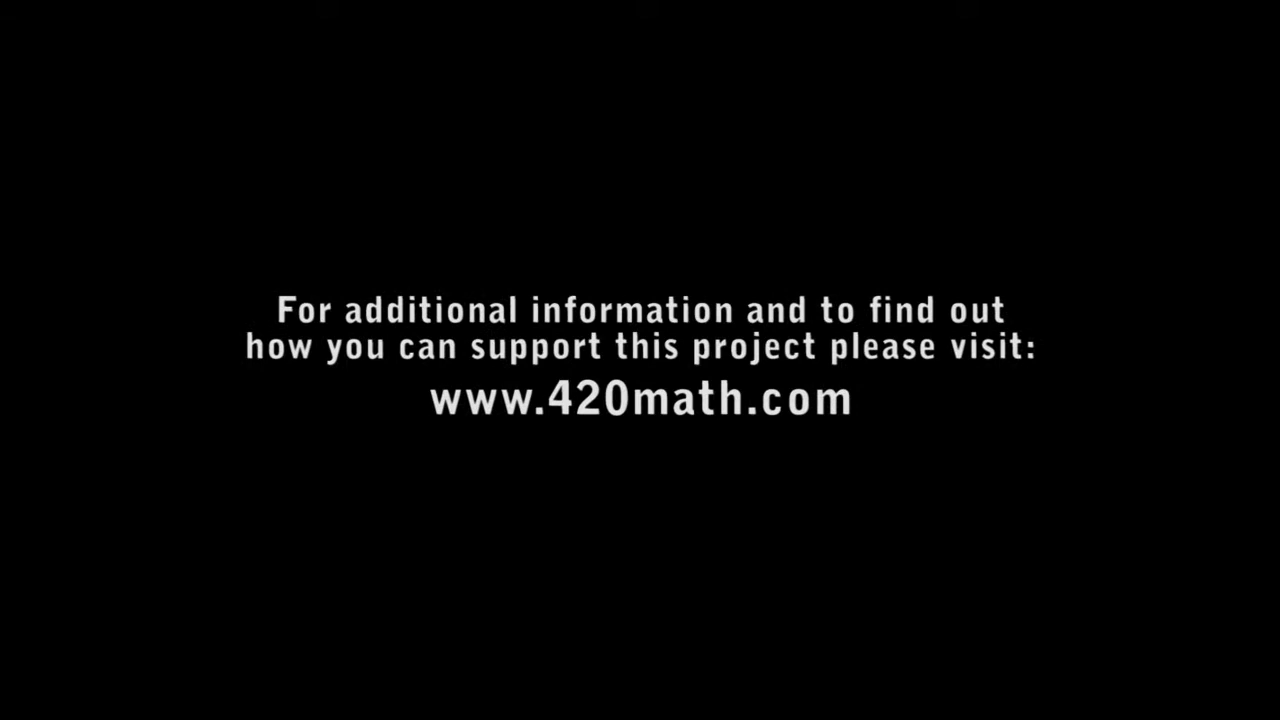 For additional information and to find out
how you can support this project please visit:
www.420math.com